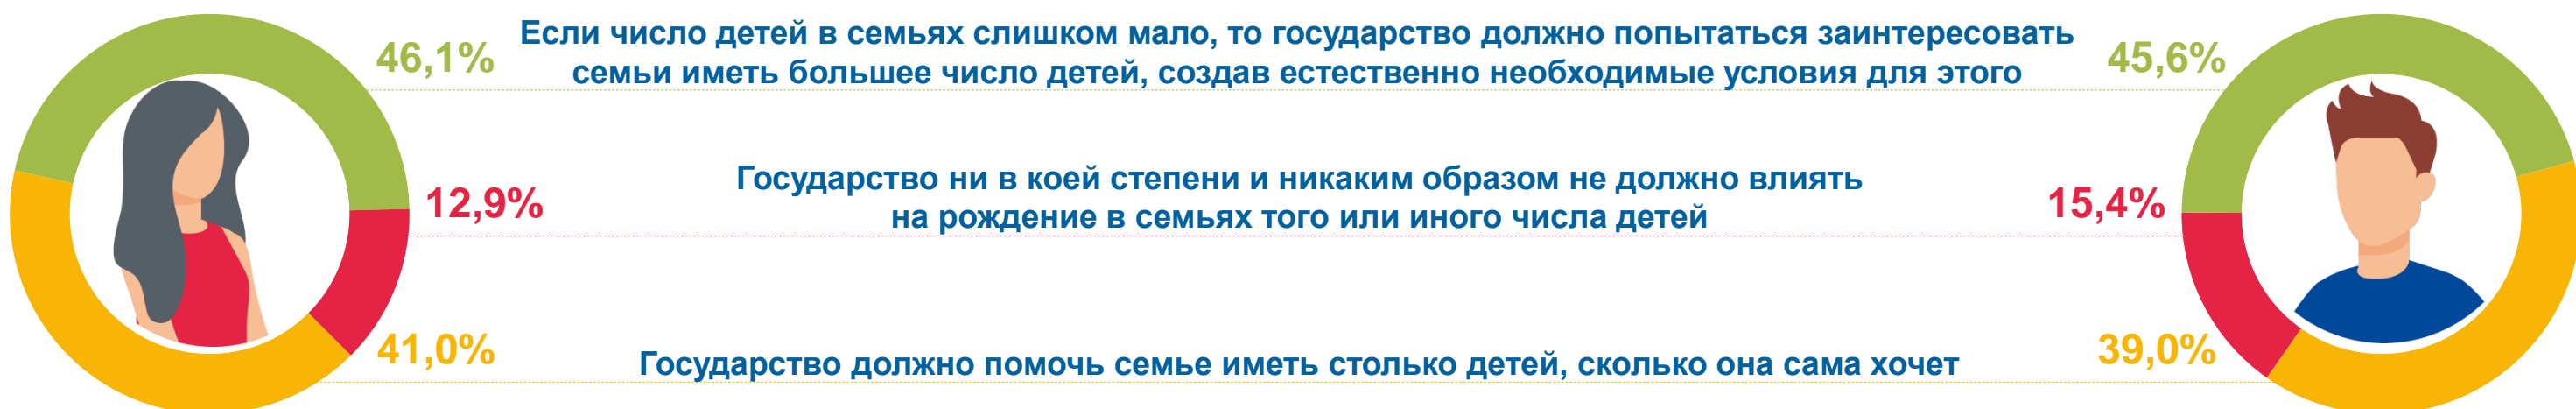 46,1%
Если число детей в семьях слишком мало, то государство должно попытаться заинтересовать
семьи иметь большее число детей, создав естественно необходимые условия для этого
45,6%
12,9%
Государство ни в коей степени и никаким образом не должно влиять
на рождение в семьях того или иного числа детей
15,4%
41,0%
Государство должно помочь семье иметь столько детей, сколько она сама хочет
39,0%